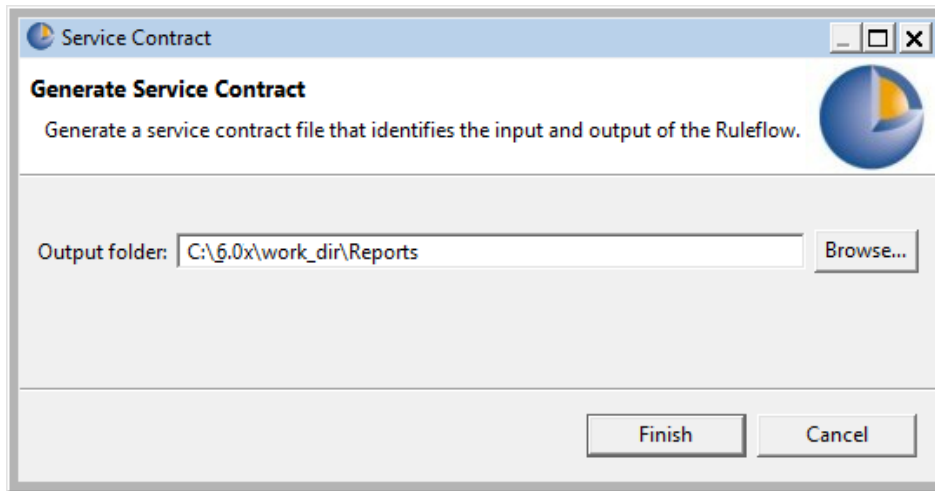 Service Contract
Generate Service Contract
Generate a service contract file that identifies the input and output of the Ruleflow.
Output folder: C:\6.0x\work_dir\Reports Browse...
Finish Cancel